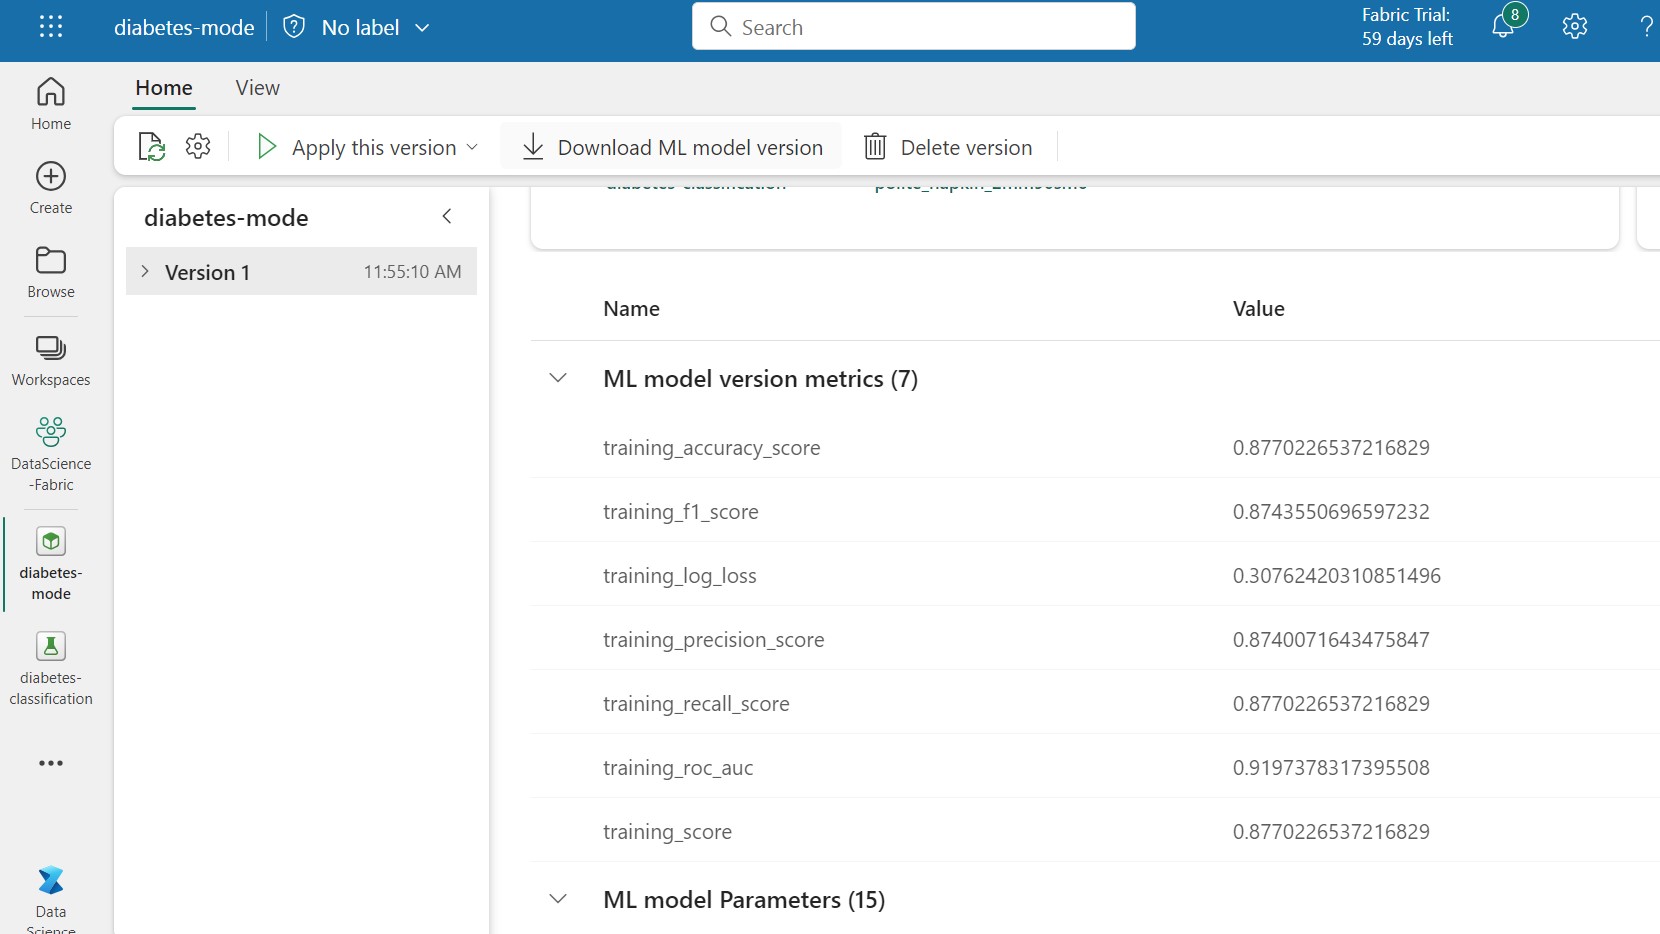 diabetes-mode
No label
Search
Fabric Trial:
59 days left
8
?
Home
Create
Browse
Workspaces
DataScience
-Fabric
diabetes-
mode
diabetes-
classification
Data
Science
Home
View
Apply this version
Download ML model version
Delete version
diabetes-mode
Version 1
11:55:10 AM
diabetes-classification
Name
Value
ML model version metrics (7)
training_accuracy_score
0.8770226537216829
training_f1_score
0.8743550696597232
training_log_loss
0.30762420310851496
training_precision_score
0.8740071643475847
training_recall_score
0.8770226537216829
training_roc_auc
0.9197378317395508
training_score
0.8770226537216829
ML model Parameters (15)